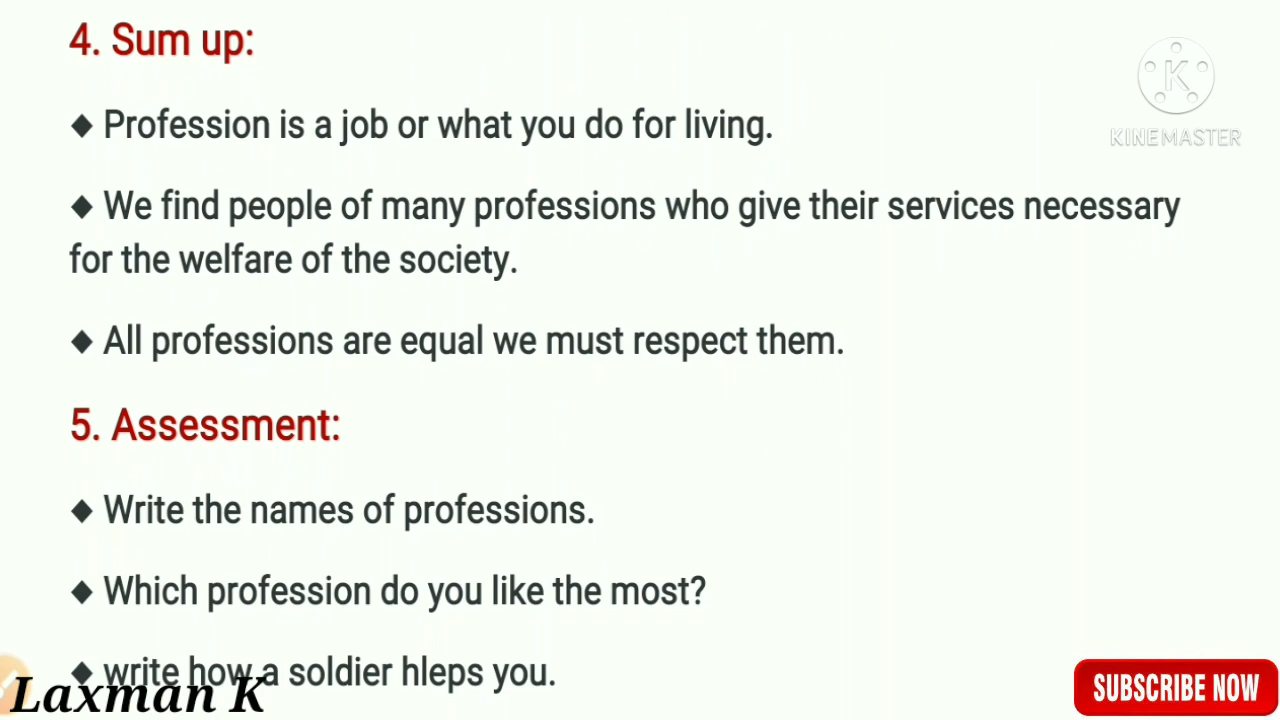 4. Sum up:
◆ Profession is a job or what you do for living.
◆ We find people of many professions who give their services necessary
for the welfare of the society.
◆ All professions are equal we must respect them.
5. Assessment:
◆ Write the names of professions.
◆ Which profession do you like the most?
◆ write how a soldier hleps you.
K
KINEMASTER
Laxman K
SUBSCRIBE NOW